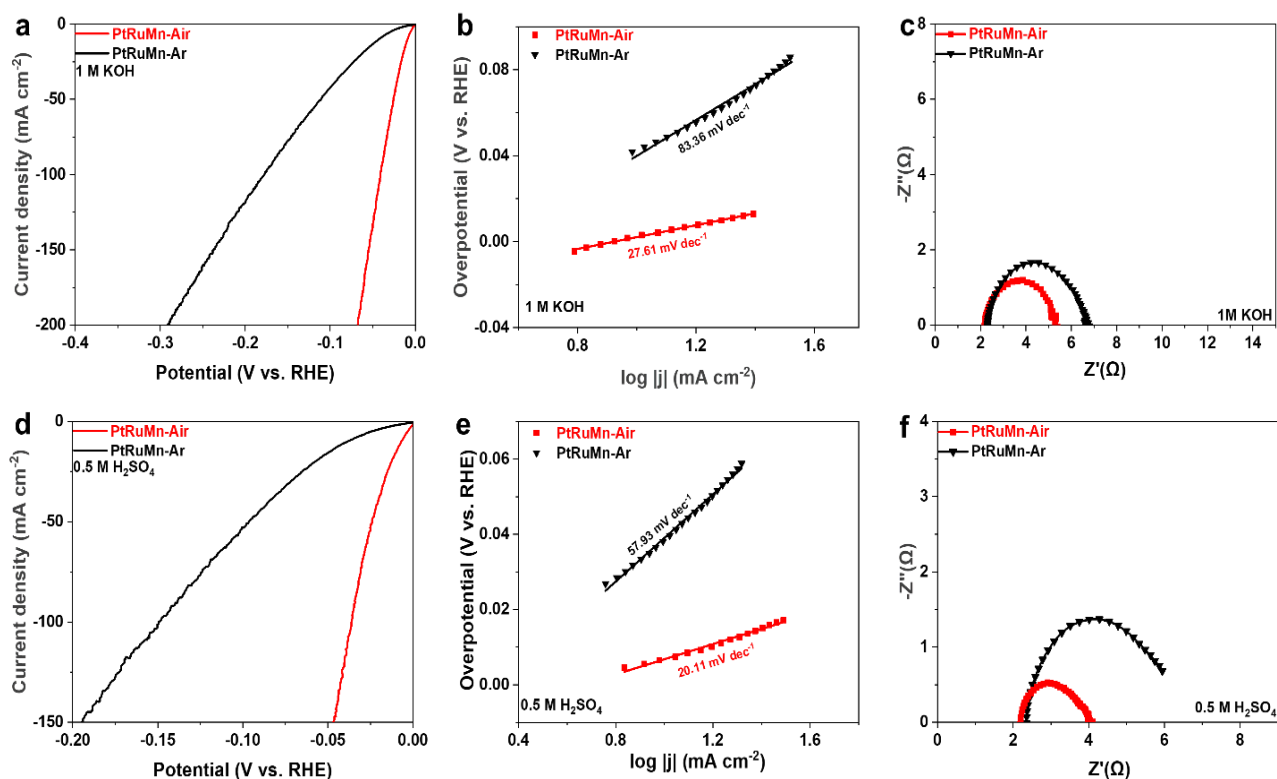 a
PtRuMn-Air
PtRuMn-Ar
1 M KOH
Current density (mA cm-2)
0
-50
-100
-150
-200
-0.4
-0.3
-0.2
-0.1
0.0
Potential (V vs. RHE)
b
PtRuMn-Air
PtRuMn-Ar
83.36 mV dec-1
27.61 mV dec-1
1 M KOH
Overpotential (V vs. RHE)
0.08
0.04
0.00
-0.04
0.8
1.2
1.6
log |j| (mA cm-2)
c
PtRuMn-Air
PtRuMn-Ar
1M KOH
-Z''(Ω)
8
6
4
2
0
0
2
4
6
8
10
12
14
Z'(Ω)
d
PtRuMn-Air
PtRuMn-Ar
0.5 M H2SO4
Current density (mA cm-2)
0
-50
-100
-150
-0.20
-0.15
-0.10
-0.05
0.00
Potential (V vs. RHE)
e
PtRuMn-Air
PtRuMn-Ar
57.93 mV dec-1
20.11 mV dec-1
0.5 M H2SO4
Overpotential (V vs. RHE)
0.06
0.04
0.02
0.00
0.4
0.8
1.2
1.6
log |j| (mA cm-2)
f
PtRuMn-Air
PtRuMn-Ar
0.5 M H2SO4
-Z''(Ω)
4
3
2
1
0
0
2
4
6
8
Z'(Ω)